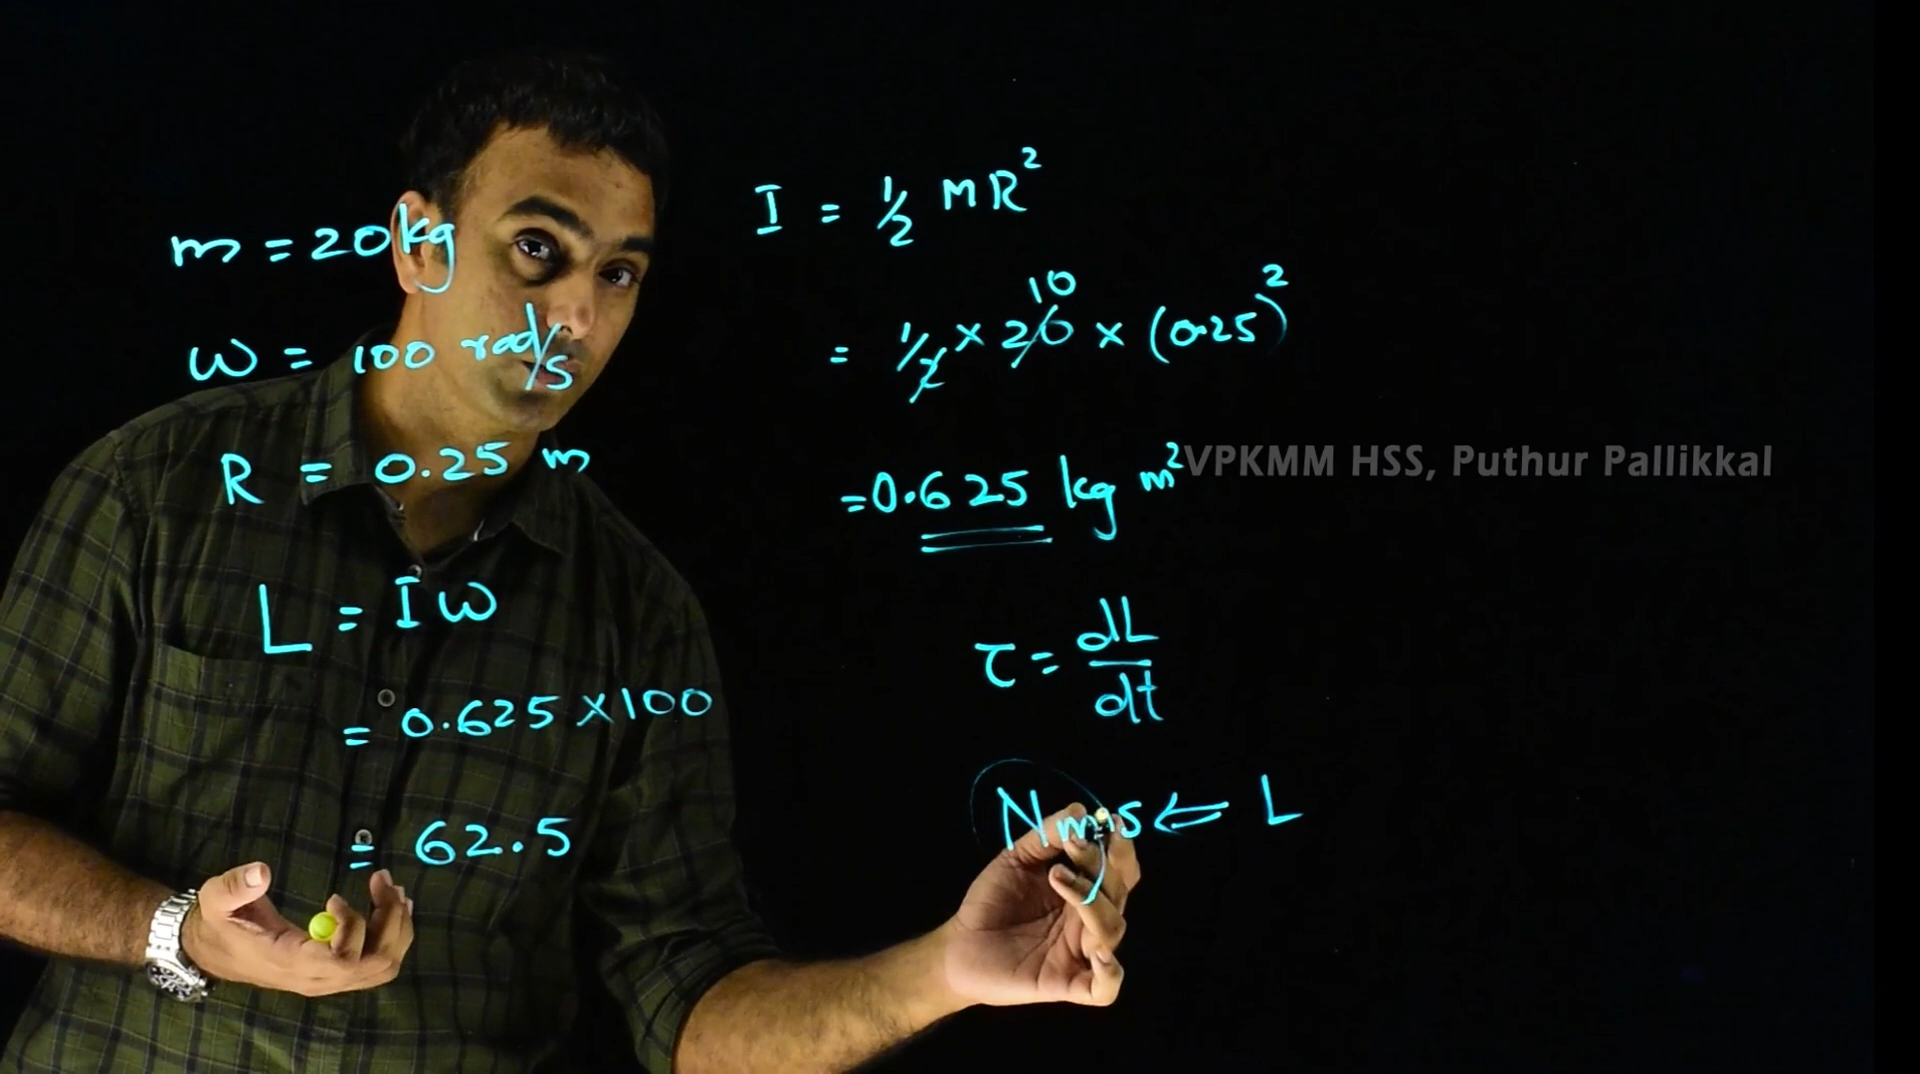 m = 20kg
ω = 100 rad/s
R = 0.25 m
L = Iω
= 0.625 × 100
= 62.5
I = 1/2 MR²
10
= 1/2 × 20 × (0.25)²
= 0.625 kg m²
VPKMM HSS, Puthur Pallikkal
τ = dL/dt
Nms ⇐ L